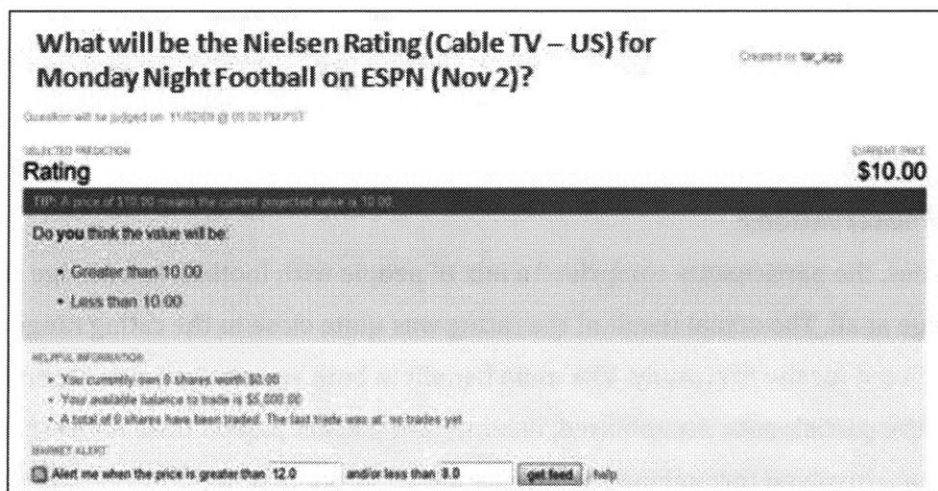 What will be the Nielsen Rating (Cable TV – US) for
Monday Night Football on ESPN (Nov 2)?
Created by
Question will be judged on 11/02/09 @ 05:00 PM PST
SELECTED PREDICTION
CURRENT PRICE
Rating
$10.00
TIP: A price of $10.00 means the current projected value is 10.00.
Do you think the value will be:
• Greater than 10.00
• Less than 10.00
HELPFUL INFORMATION
• You currently own 0 shares worth $0.00
• Your available balance to trade is $5,000.00
• A total of 0 shares have been traded. The last trade was at: no trades yet
MARKET ALERT
Alert me when the price is greater than 12.0 and/or less than 8.0 get feed help